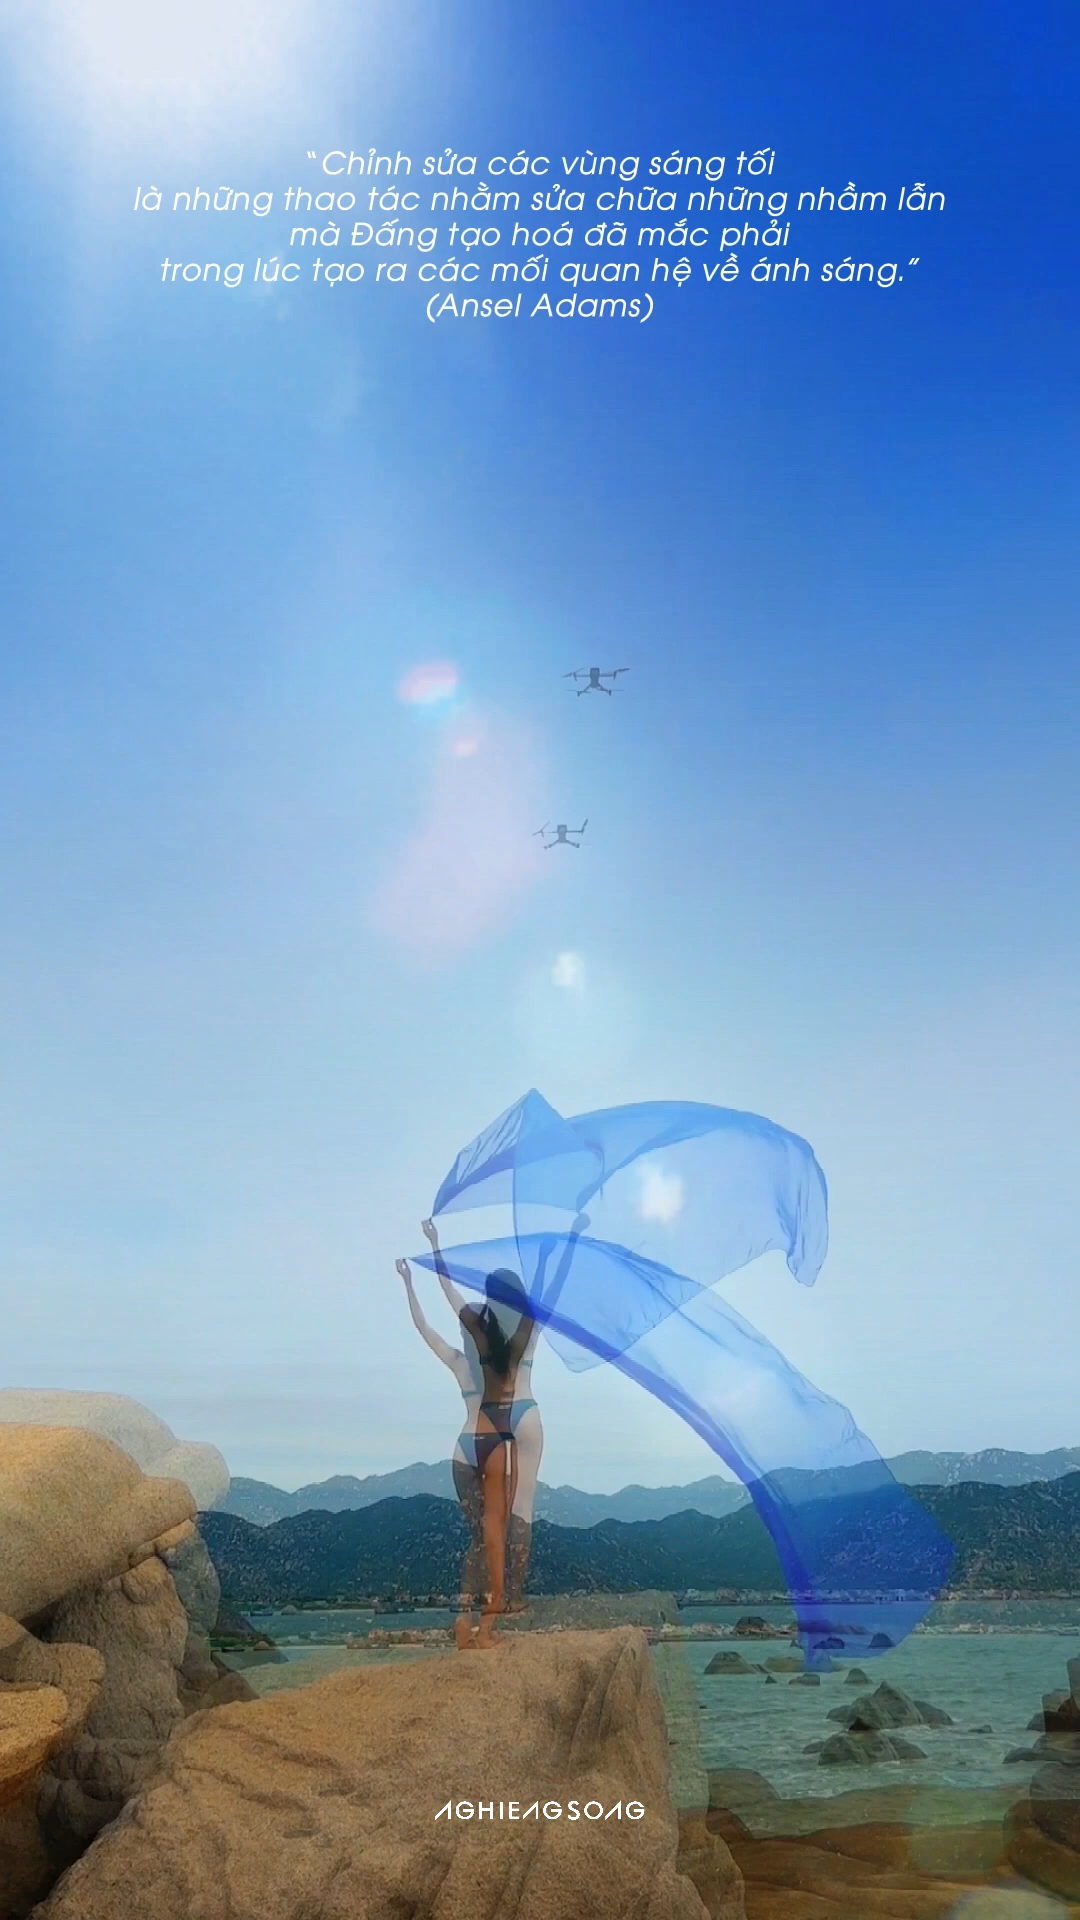 “Chỉnh sửa các vùng sáng tối
là những thao tác nhằm sửa chữa những nhầm lẫn
mà Đấng tạo hoá đã mắc phải
trong lúc tạo ra các mối quan hệ về ánh sáng.”
(Ansel Adams)
NGHIENGSONG